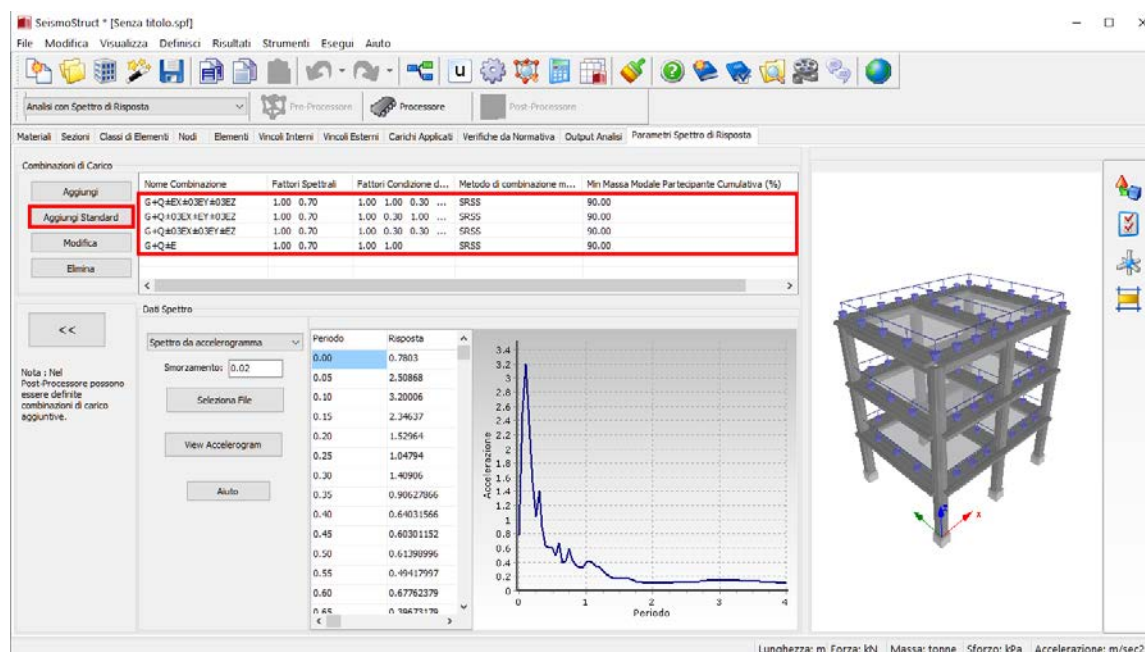 SeismoStruct * [Senza titolo.spf]
File Modifica Visualizza Definisci Risultati Strumenti Esegui Aiuto
Analisi con Spettro di Risposta Pre-Processore Processore Post-Processore
Materiali Sezioni Classi di Elementi Nodi Elementi Vincoli Interni Vincoli Esterni Carichi Applicati Verifiche da Normativa Output Analisi Parametri Spettro di Risposta
Combinazioni di Carico
Aggiungi
Aggiungi Standard
Modifica
Elimina
Nome Combinazione Fattori Spettrali Fattori Condizione d... Metodo di combinazione m... Min Massa Modale Partecipante Cumulativa (%)
G+Q±EX±03EY±03EZ 1.00 0.70 1.00 1.00 0.30 ... SRSS 90.00
G+Q±03EX±EY±03EZ 1.00 0.70 1.00 0.30 1.00 ... SRSS 90.00
G+Q±03EX±03EY±EZ 1.00 0.70 1.00 0.30 0.30 ... SRSS 90.00
G+Q±E 1.00 0.70 1.00 1.00 SRSS 90.00
<<
Nota : Nel
Post-Processore possono
essere definite
combinazioni di carico
aggiuntive.
Dati Spettro
Spettro da accelerogramma
Smorzamento: 0.02
Seleziona File
View Accelerogram
Aiuto
Periodo Risposta
0.00 0.7803
0.05 2.50868
0.10 3.20006
0.15 2.34637
0.20 1.52964
0.25 1.04794
0.30 1.40906
0.35 0.90627866
0.40 0.64031566
0.45 0.60301152
0.50 0.61398996
0.55 0.49417997
0.60 0.67762379
0.65 0.39673179
Accelerazione
3.4
3.2
3
2.8
2.6
2.4
2.2
2
1.8
1.6
1.4
1.2
1
0.8
0.6
0.4
0.2
0
0 1 2 3 4
Periodo
x
Lunghezza: m Forza: kN Massa: tonne Sforzo: kPa Accelerazione: m/sec2